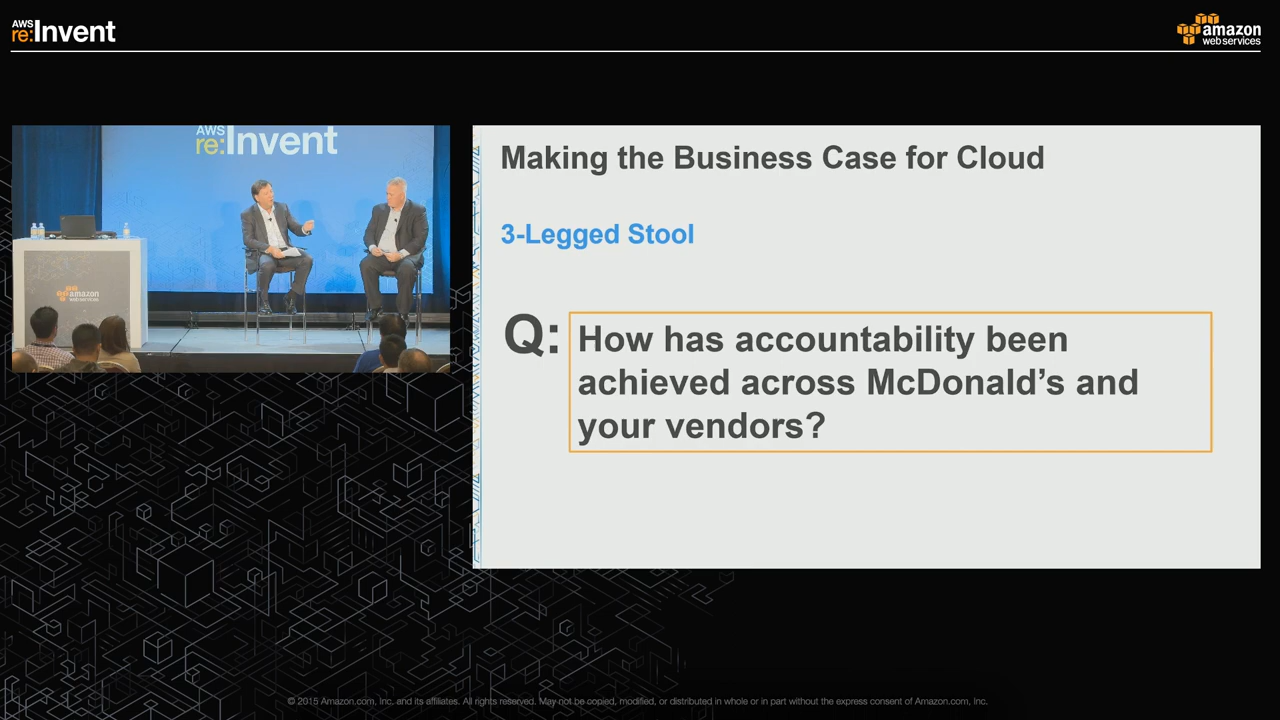 AWS
re:Invent
amazon
web services
AWS
re:Invent
amazon
web services
Making the Business Case for Cloud
3-Legged Stool
Q: How has accountability been
achieved across McDonald’s and
your vendors?
© 2015 Amazon.com, Inc. and its affiliates. All rights reserved. May not be copied, modified, or distributed in whole or in part without the express consent of Amazon.com, Inc.